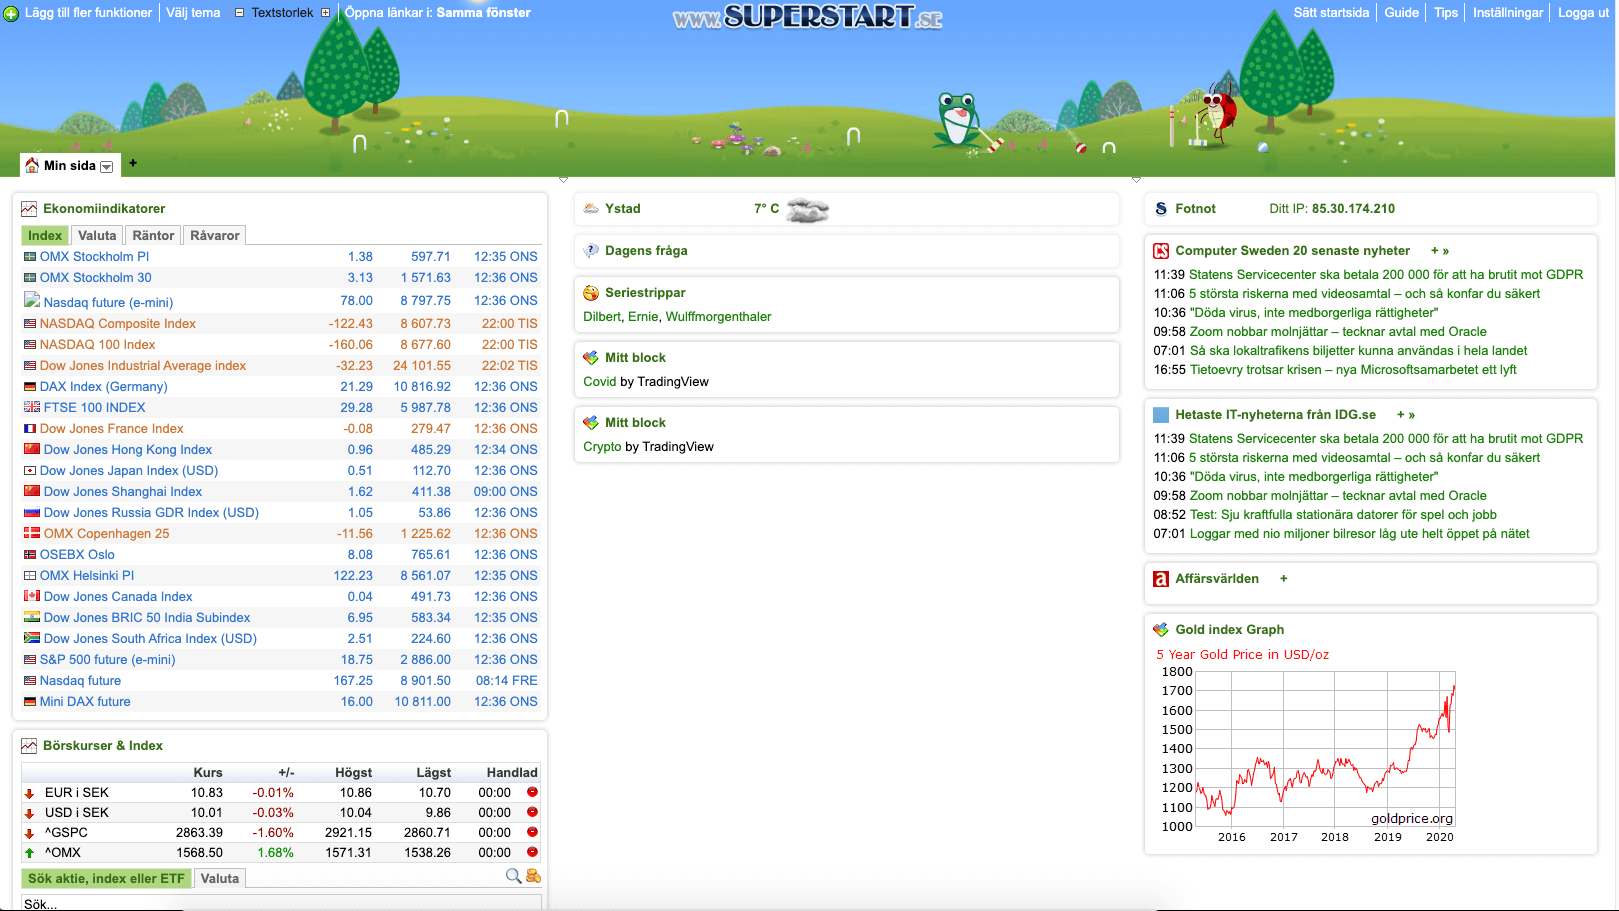 Lägg till fler funktioner Välj tema Textstorlek Öppna länkar i: Samma fönster
www.SUPERSTART.SE
Sätt startsida Guide Tips Inställningar Logga ut
Min sida +
Ekonomiindikatorer
Index Valuta Räntor Råvaror
OMX Stockholm PI 1.38 597.71 12:35 ONS
OMX Stockholm 30 3.13 1 571.63 12:36 ONS
Nasdaq future (e-mini) 78.00 8 797.75 12:36 ONS
NASDAQ Composite Index -122.43 8 607.73 22:00 TIS
NASDAQ 100 Index -160.06 8 677.60 22:00 TIS
Dow Jones Industrial Average index -32.23 24 101.55 22:02 TIS
DAX Index (Germany) 21.29 10 816.92 12:36 ONS
FTSE 100 INDEX 29.28 5 987.78 12:36 ONS
Dow Jones France Index -0.08 279.47 12:36 ONS
Dow Jones Hong Kong Index 0.96 485.29 12:34 ONS
Dow Jones Japan Index (USD) 0.51 112.70 12:36 ONS
Dow Jones Shanghai Index 1.62 411.38 09:00 ONS
Dow Jones Russia GDR Index (USD) 1.05 53.86 12:36 ONS
OMX Copenhagen 25 -11.56 1 225.62 12:36 ONS
OSEBX Oslo 8.08 765.61 12:36 ONS
OMX Helsinki PI 122.23 8 561.07 12:35 ONS
Dow Jones Canada Index 0.04 491.73 12:36 ONS
Dow Jones BRIC 50 India Subindex 6.95 583.34 12:35 ONS
Dow Jones South Africa Index (USD) 2.51 224.60 12:36 ONS
S&P 500 future (e-mini) 18.75 2 886.00 12:36 ONS
Nasdaq future 167.25 8 901.50 08:14 FRE
Mini DAX future 16.00 10 811.00 12:36 ONS
Börskurser & Index
Kurs +/- Högst Lägst Handlad
EUR i SEK 10.83 -0.01% 10.86 10.70 00:00
USD i SEK 10.01 -0.03% 10.04 9.86 00:00
^GSPC 2863.39 -1.60% 2921.15 2860.71 00:00
^OMX 1568.50 1.68% 1571.31 1538.26 00:00
Sök aktie, index eller ETF Valuta
Sök...
Ystad 7° C
Dagens fråga
Seriestrippar
Dilbert, Ernie, Wulffmorgenthaler
Mitt block
Covid by TradingView
Mitt block
Crypto by TradingView
Fotnot Ditt IP: 85.30.174.210
Computer Sweden 20 senaste nyheter + »
11:39 Statens Servicecenter ska betala 200 000 för att ha brutit mot GDPR
11:06 5 största riskerna med videosamtal – och så konfar du säkert
10:36 "Döda virus, inte medborgerliga rättigheter"
09:58 Zoom nobbar molnjättar – tecknar avtal med Oracle
07:01 Så ska lokaltrafikens biljetter kunna användas i hela landet
16:55 Tietoevry trotsar krisen – nya Microsoftsamarbetet ett lyft
Hetaste IT-nyheterna från IDG.se + »
11:39 Statens Servicecenter ska betala 200 000 för att ha brutit mot GDPR
11:06 5 största riskerna med videosamtal – och så konfar du säkert
10:36 "Döda virus, inte medborgerliga rättigheter"
09:58 Zoom nobbar molnjättar – tecknar avtal med Oracle
08:52 Test: Sju kraftfulla stationära datorer för spel och jobb
07:01 Loggar med nio miljoner bilresor låg ute helt öppet på nätet
a Affärsvärlden +
Gold index Graph
5 Year Gold Price in USD/oz
1800
1700
1600
1500
1400
1300
1200
1100
1000
goldprice.org
2016 2017 2018 2019 2020